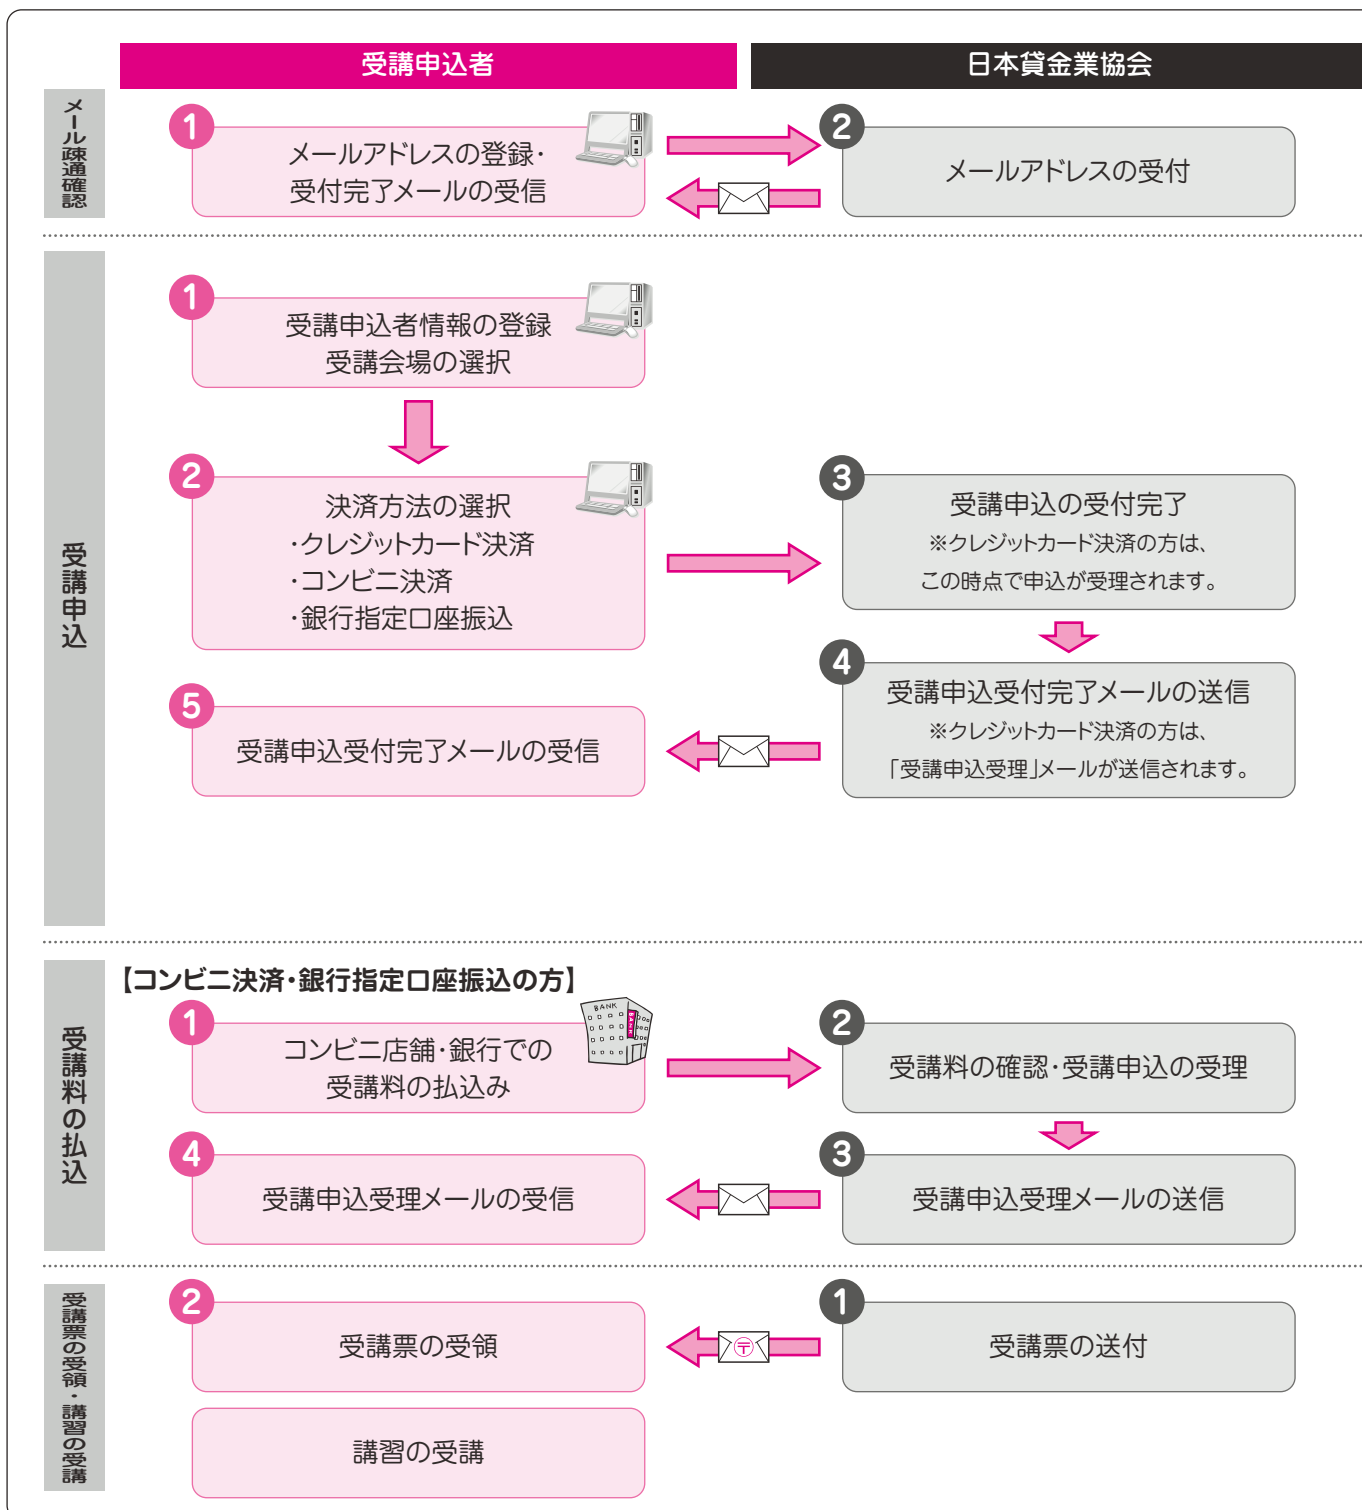 受講申込者
日本貸金業協会
メール疎通確認
1
メールアドレスの登録・
受付完了メールの受信
2
メールアドレスの受付
受講申込
1
受講申込者情報の登録
受講会場の選択
2
決済方法の選択
・クレジットカード決済
・コンビニ決済
・銀行指定口座振込
3
受講申込の受付完了
※クレジットカード決済の方は、
この時点で申込が受理されます。
4
受講申込受付完了メールの送信
※クレジットカード決済の方は、
「受講申込受理」メールが送信されます。
5
受講申込受付完了メールの受信
受講料の払込
【コンビニ決済・銀行指定口座振込の方】
1
コンビニ店舗・銀行での
受講料の払込み
BANK
2
受講料の確認・受講申込の受理
3
受講申込受理メールの送信
4
受講申込受理メールの受信
受講票の受領・講習の受講
1
受講票の送付
〒
2
受講票の受領
講習の受講